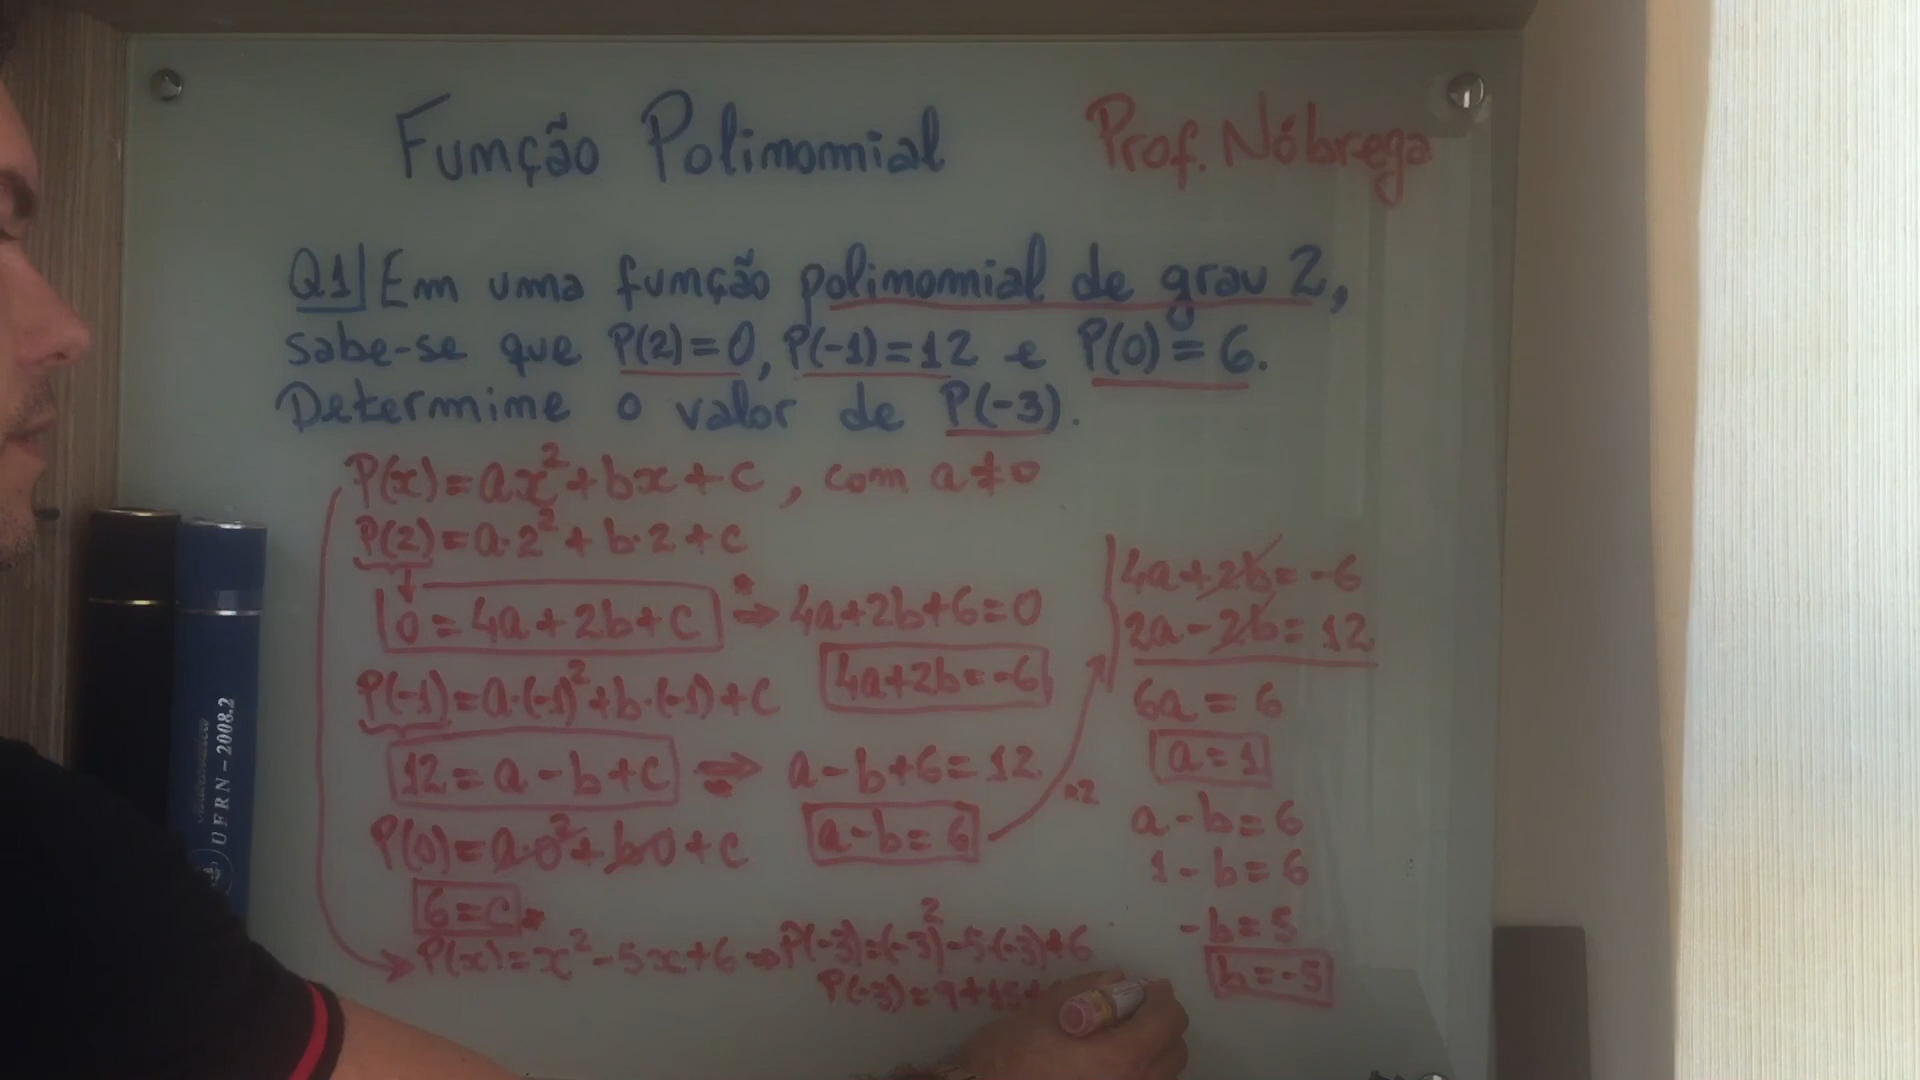 Função Polinomial
Prof. Nóbrega
Q1| Em uma função polinomial de grau 2,
sabe-se que P(2)=0, P(-1)=12 e P(0)=6.
Determine o valor de P(-3).
P(x)=ax²+bx+c, com a≠0
P(2)=a·2²+b·2+c
0=4a+2b+c ⇒ 4a+2b+6=0
4a+2b=-6
P(-1)=a·(-1)²+b·(-1)+c
12=a-b+c ⇒ a-b+6=12
a-b=6
·2
P(0)=a·0²+b·0+c
6=c
P(x)=x²-5x+6 → P(-3)=(-3)²-5·(-3)+6
P(-3)=9+15+
4a+2b=-6
2a-2b=12
6a=6
a=1
a-b=6
1-b=6
-b=5
b=-5
UFRN-2008.2